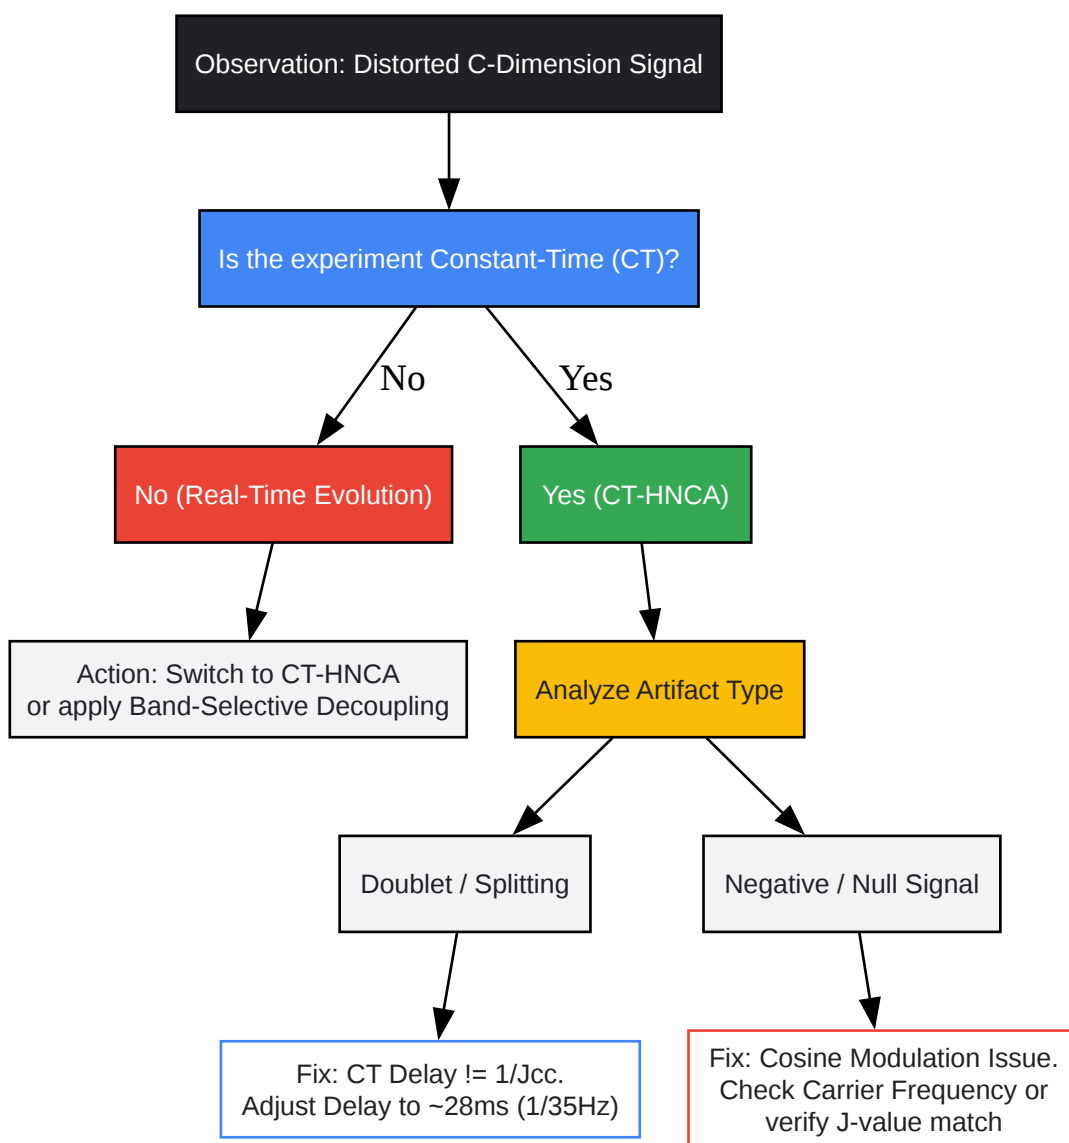 Observation: Distorted C-Dimension Signal
Is the experiment Constant-Time (CT)?
No
Yes
No (Real-Time Evolution)
Yes (CT-HNCA)
Action: Switch to CT-HNCA
or apply Band-Selective Decoupling
Analyze Artifact Type
Doublet / Splitting
Negative / Null Signal
Fix: CT Delay != 1/Jcc.
Adjust Delay to ~28ms (1/35Hz)
Fix: Cosine Modulation Issue.
Check Carrier Frequency or
verify J-value match